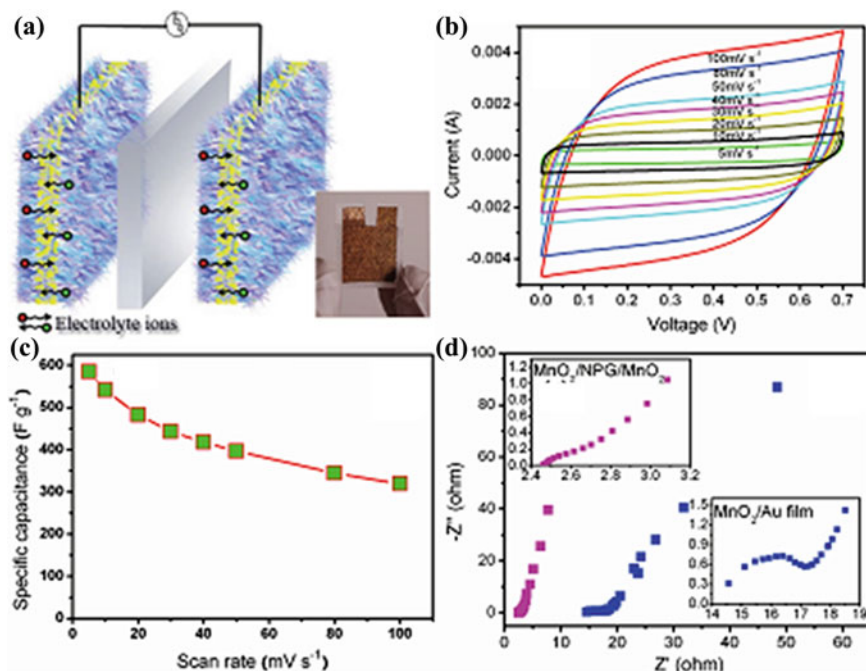 (a)
Electrolyte ions
(b)
Current (A)
0.004
0.002
0.000
-0.002
-0.004
100mV s⁻¹
80mV s⁻¹
50mV s⁻¹
40mV s⁻¹
30mV s⁻¹
20mV s⁻¹
10mV s⁻¹
5mV s⁻¹
0.0 0.1 0.2 0.3 0.4 0.5 0.6 0.7
Voltage (V)
(c)
Specific capacitance (F g⁻¹)
600
500
400
300
200
100
0
0 20 40 60 80 100
Scan rate (mV s⁻¹)
(d)
-Z'' (ohm)
100
80
60
40
20
0
0 10 20 30 40 50 60
Z' (ohm)
MnO₂/NPG/MnO₂
1.2
1.0
0.8
0.6
0.4
0.2
0.0
2.4 2.6 2.8 3.0 3.2
MnO₂/Au film
1.5
1.2
0.9
0.6
0.3
0.0
14 15 16 17 18 19